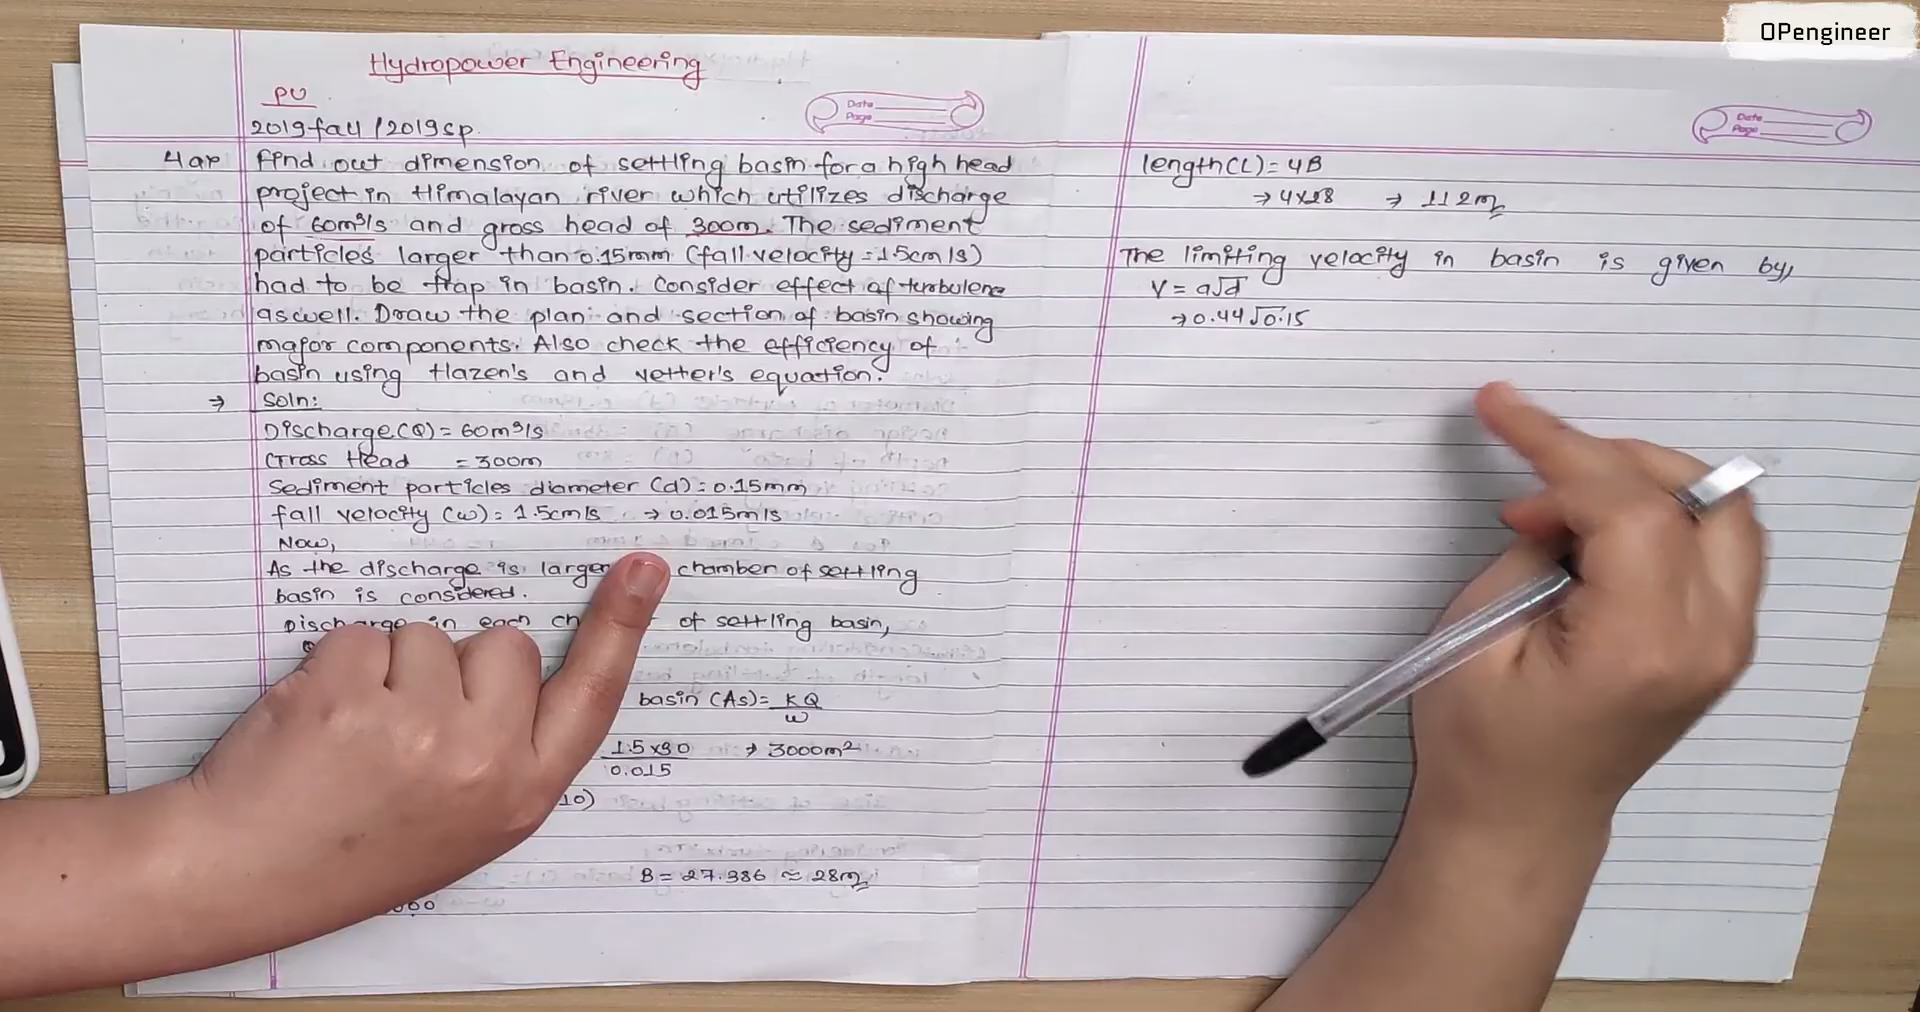 OPengineer
Hydropower Engineering
PU
2019 fall / 2019 sp.
Date
Page
4 a>> Find out dimension of settling basin for a high head
project in Himalayan river which utilizes discharge
of 60m³/s and gross head of 300m. The sediment
particles larger than 0.15mm (fall velocity = 1.5cm/s)
had to be trap in basin. Consider effect of turbulence
as well. Draw the plan and section of basin showing
major components. Also check the efficiency of
basin using Hazen's and vetter's equation.
→ Soln:
Discharge(Q) = 60m³/s
Gross Head = 300m
Sediment particles diameter (d) = 0.15mm
fall velocity (ω) = 1.5cm/s → 0.015m/s
Now,
As the discharge is larger chamber of settling
basin is considered.
Discharge in each of settling basin,
basin (As) = KQ
ω
1.5x30 → 3000m²
0.015
10)
B = 27.386 ≈ 28m
000
Date
Page
length(L) = 4B
→ 4x28 → 112m
The limiting velocity in basin is given by,
V = a√d
→ 0.44√0.15